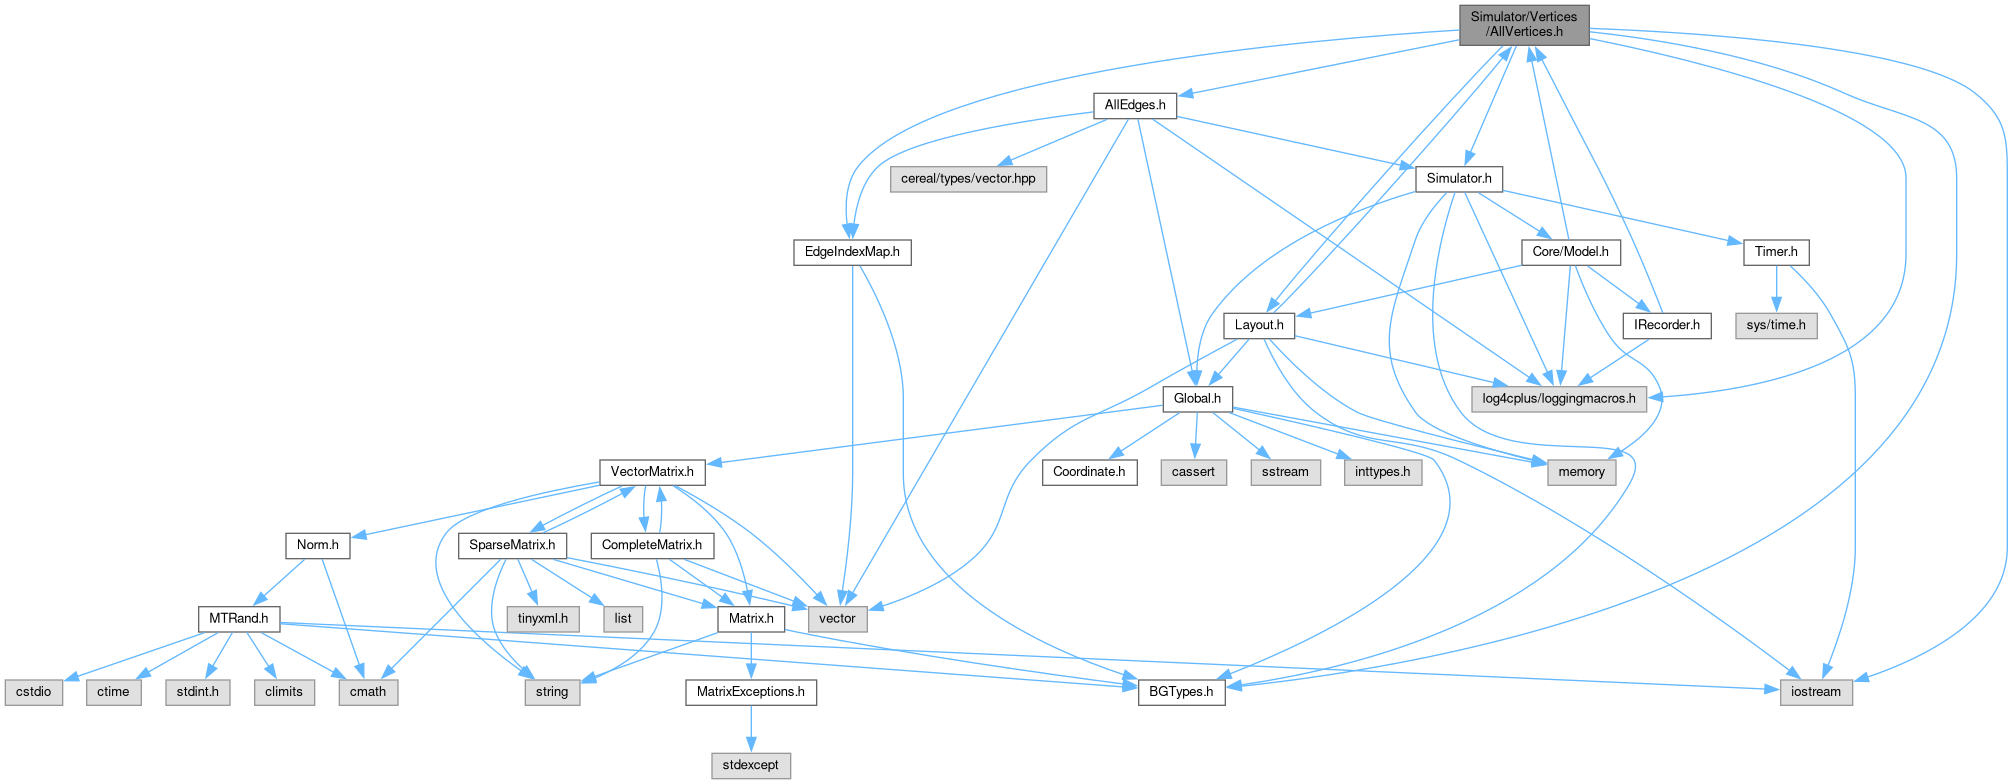 Simulator/Vertices
/AllVertices.h
AllEdges.h
cereal/types/vector.hpp
Simulator.h
EdgeIndexMap.h
Core/Model.h
Timer.h
Layout.h
IRecorder.h
sys/time.h
Global.h
log4cplus/loggingmacros.h
VectorMatrix.h
Coordinate.h
cassert
sstream
inttypes.h
memory
Norm.h
SparseMatrix.h
CompleteMatrix.h
MTRand.h
tinyxml.h
list
Matrix.h
vector
cstdio
ctime
stdint.h
climits
cmath
string
MatrixExceptions.h
BGTypes.h
iostream
stdexcept